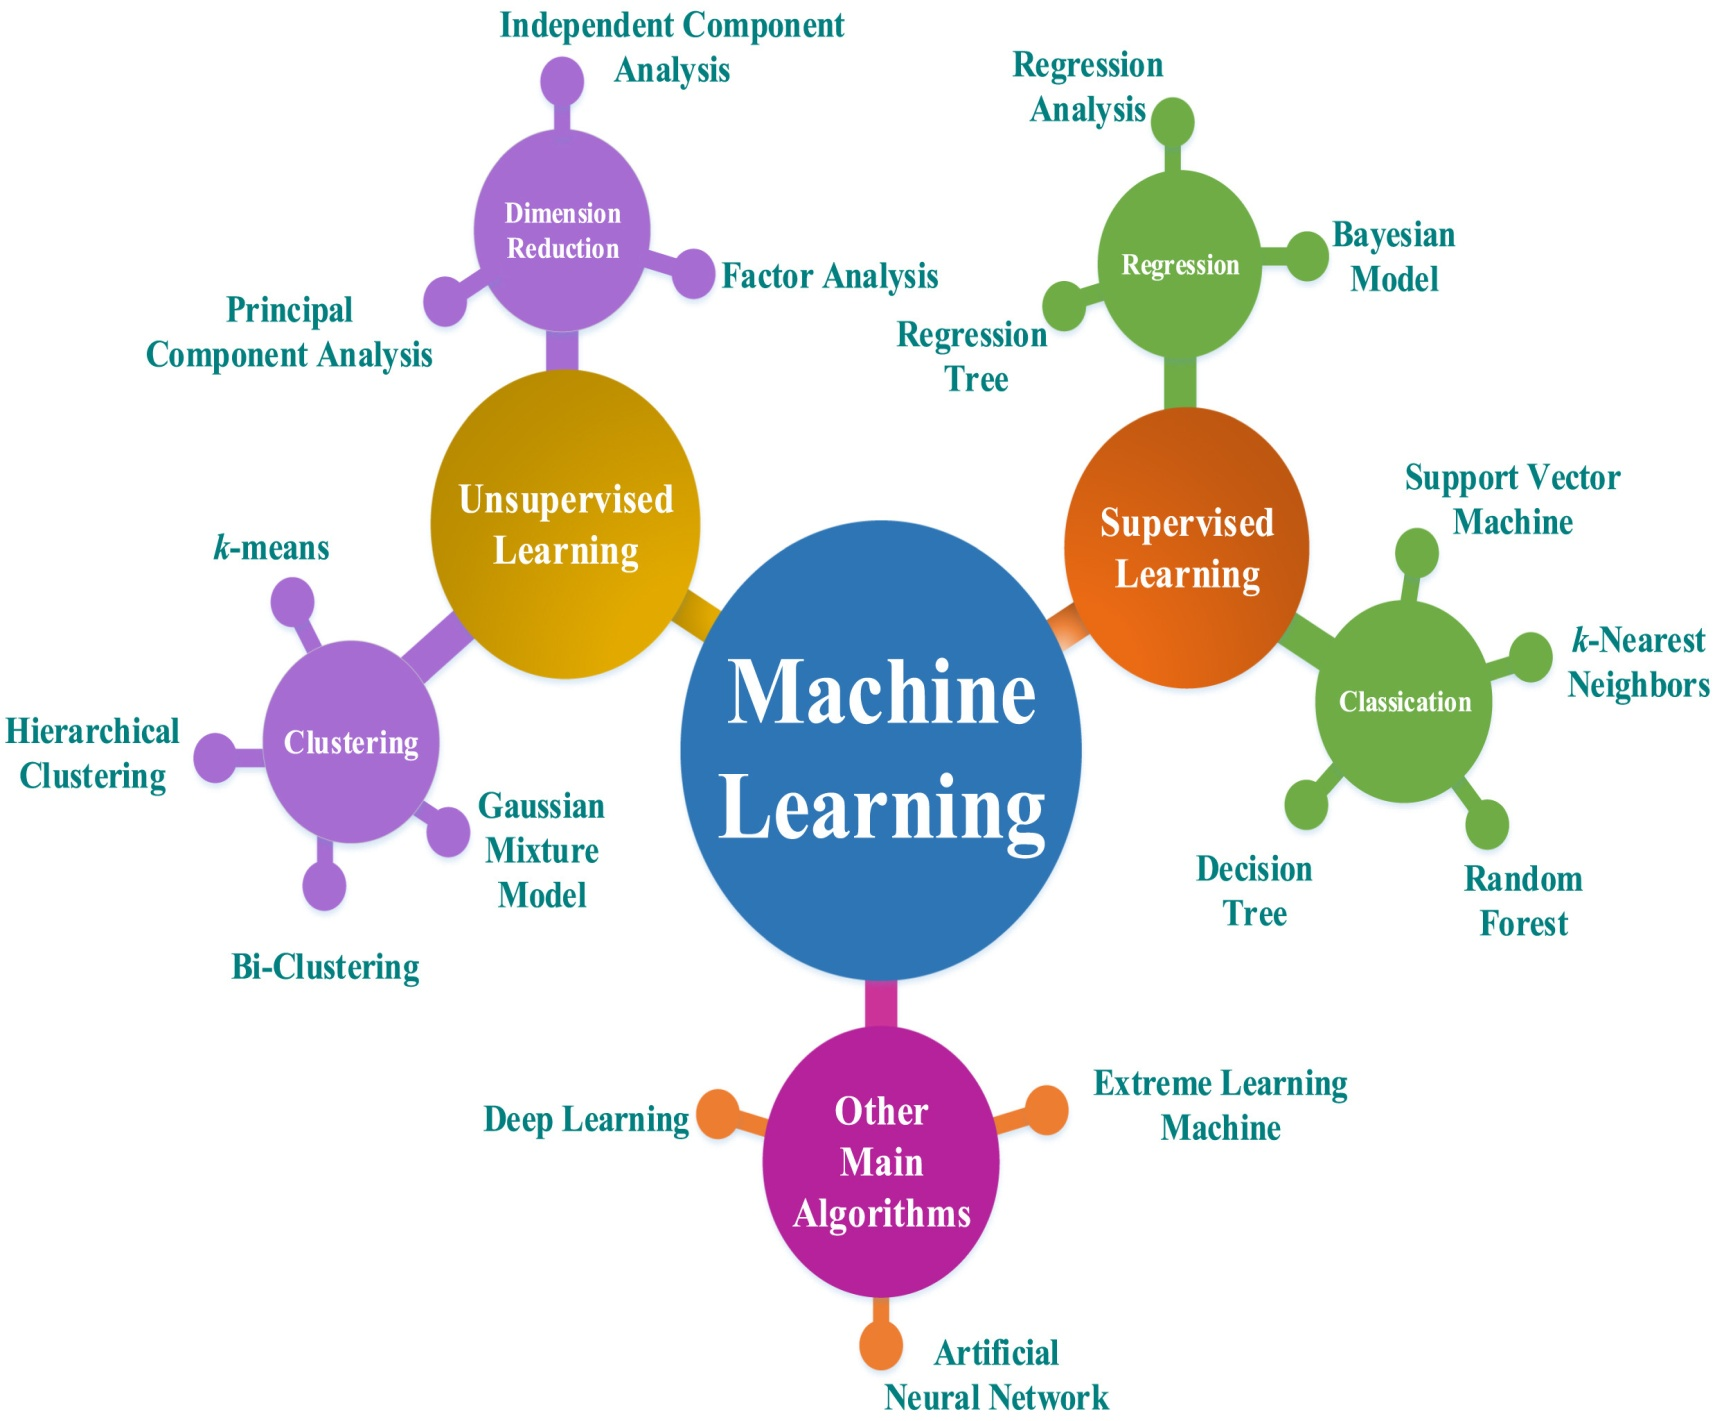 Independent Component
Analysis
Dimension
Reduction
Factor Analysis
Principal
Component Analysis
Regression
Analysis
Regression
Bayesian
Model
Regression
Tree
Unsupervised
Learning
Supervised
Learning
k-means
Clustering
Hierarchical
Clustering
Gaussian
Mixture
Model
Bi-Clustering
Machine
Learning
Support Vector
Machine
k-Nearest
Neighbors
Classication
Decision
Tree
Random
Forest
Other
Main
Algorithms
Deep Learning
Extreme Learning
Machine
Artificial
Neural Network